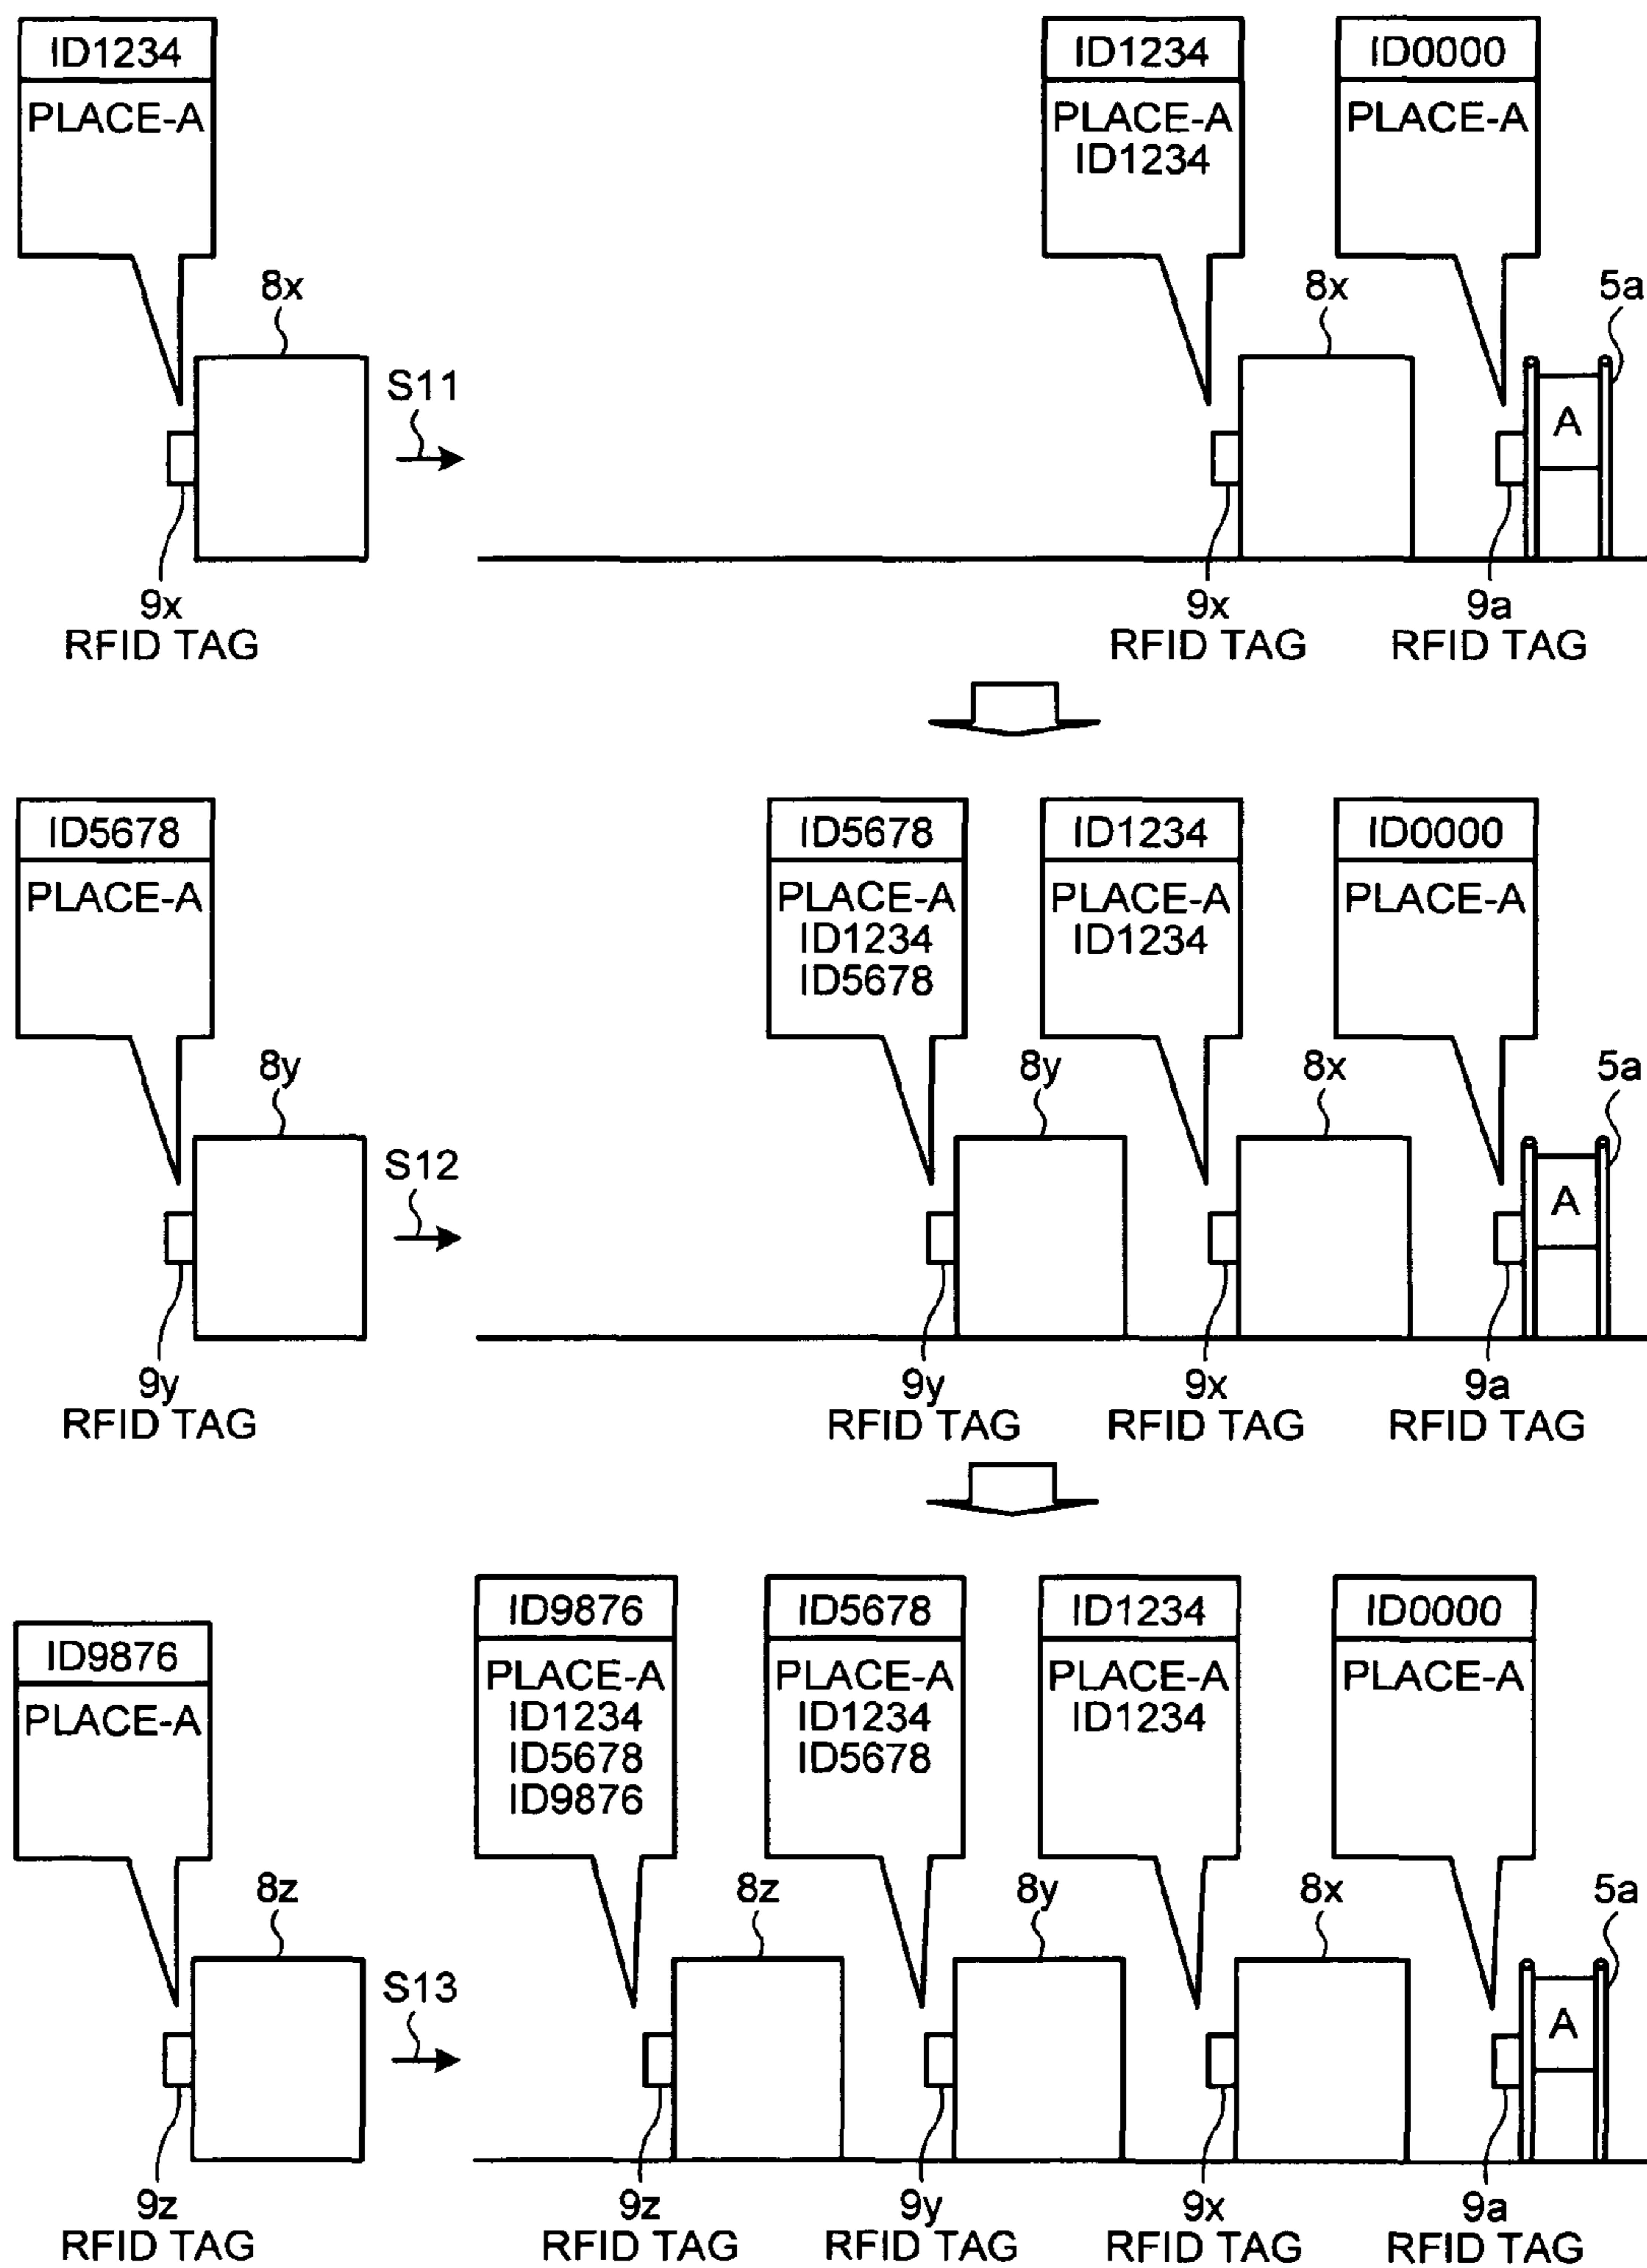 ID1234
PLACE-A
ID1234
PLACE-A
ID1234
ID0000
PLACE-A
8x
8x
5a
S11
A
9x
RFID TAG
9x
RFID TAG
9a
RFID TAG
ID5678
PLACE-A
ID5678
PLACE-A
ID1234
ID5678
ID1234
PLACE-A
ID1234
ID0000
PLACE-A
8y
8y
8x
5a
S12
A
9y
RFID TAG
9y
RFID TAG
9x
RFID TAG
9a
RFID TAG
ID9876
PLACE-A
ID9876
PLACE-A
ID1234
ID5678
ID9876
ID5678
PLACE-A
ID1234
ID5678
ID1234
PLACE-A
ID1234
ID0000
PLACE-A
8z
8z
8y
8x
5a
S13
A
9z
RFID TAG
9z
RFID TAG
9y
RFID TAG
9x
RFID TAG
9a
RFID TAG